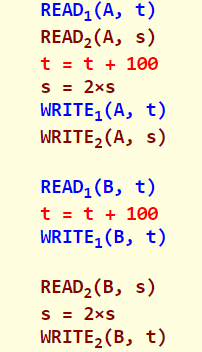 READ₁(A, t)
READ₂(A, s)
t = t + 100
s = 2×s
WRITE₁(A, t)
WRITE₂(A, s)
READ₁(B, t)
t = t + 100
WRITE₁(B, t)
READ₂(B, s)
s = 2×s
WRITE₂(B, t)